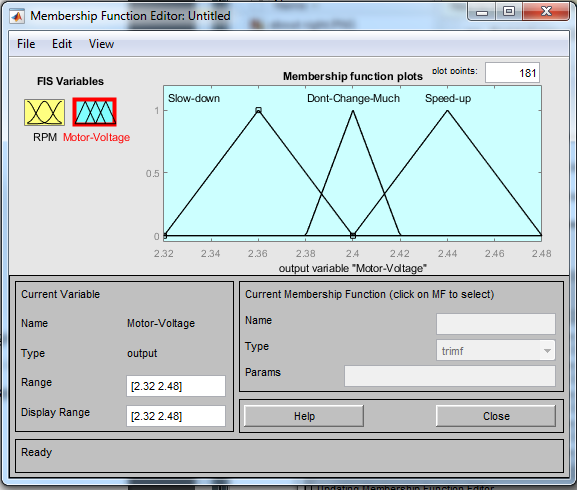 Membership Function Editor: Untitled
File Edit View
FIS Variables
RPM Motor-Voltage
Membership function plots plot points: 181
Slow-down Dont-Change-Much Speed-up
1
0.5
0
2.32 2.34 2.36 2.38 2.4 2.42 2.44 2.46 2.48
output variable "Motor-Voltage"
Current Variable
Name Motor-Voltage
Type output
Range [2.32 2.48]
Display Range [2.32 2.48]
Current Membership Function (click on MF to select)
Name
Type trimf
Params
Help Close
Ready
Updating Membership Function Editor